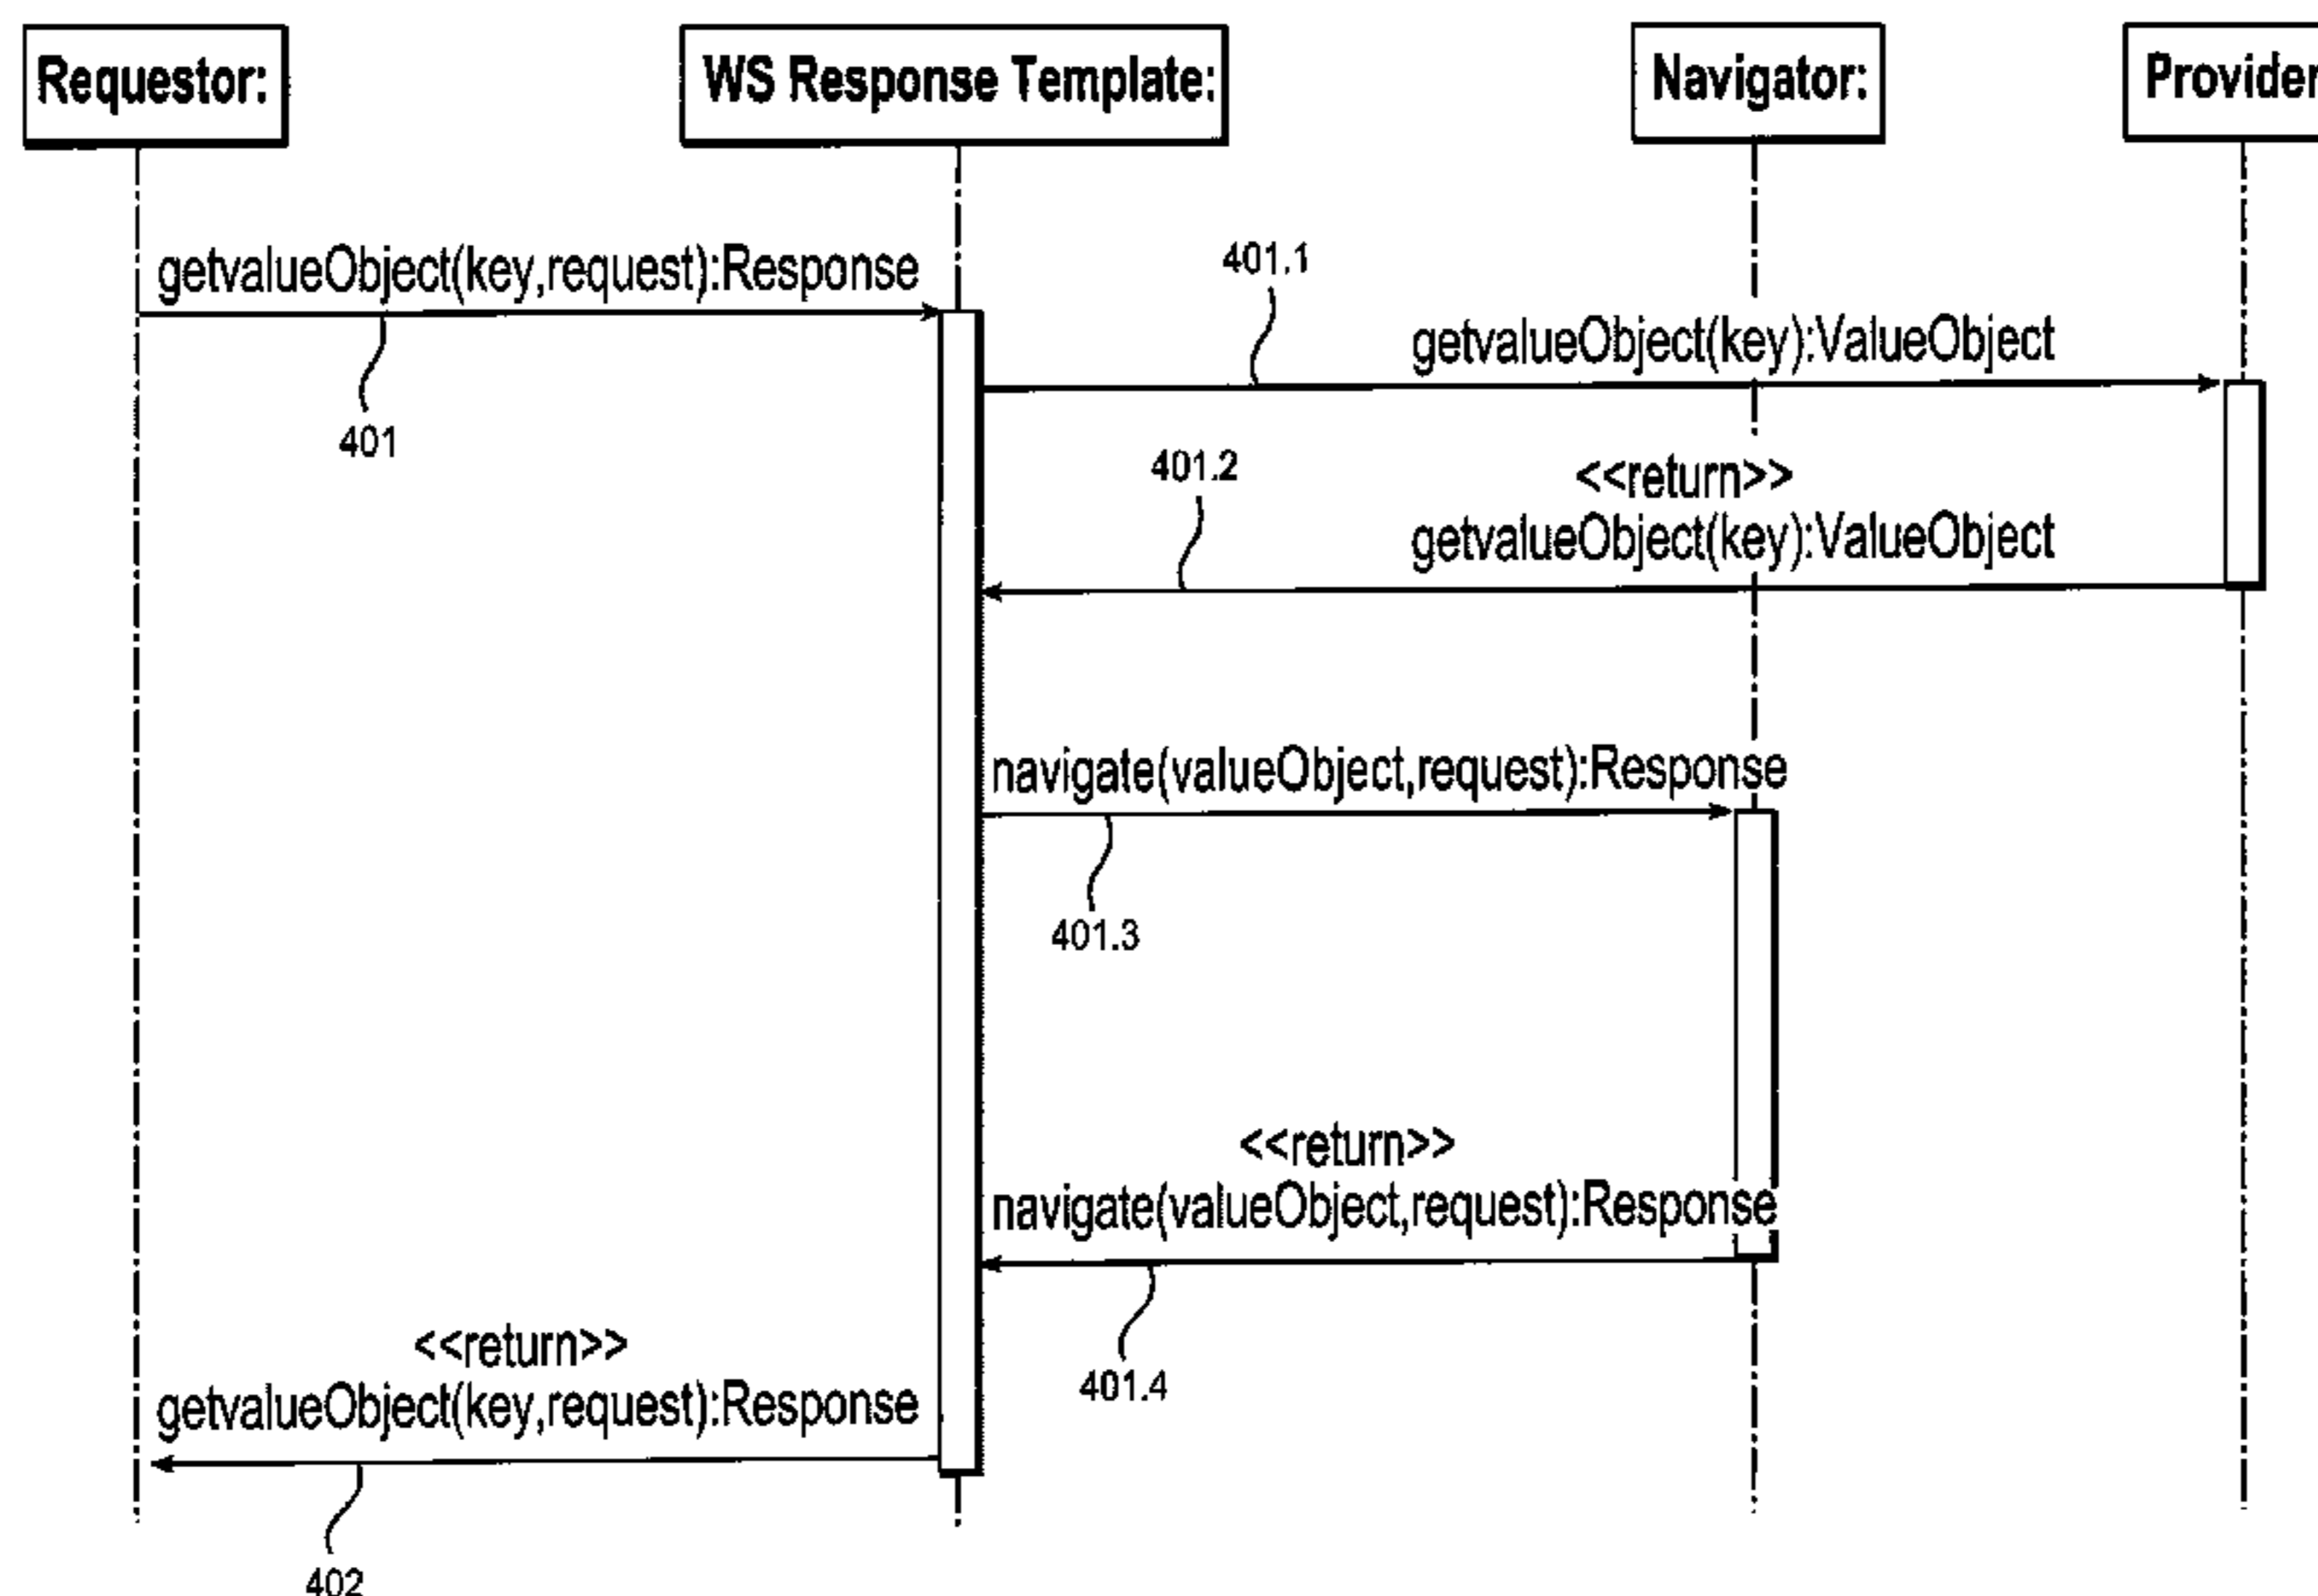 Requestor:
WS Response Template:
Navigator:
Provider
getvalueObject(key,request):Response
401
401.1
getvalueObject(key):ValueObject
401.2
<<return>>
getvalueObject(key):ValueObject
navigate(valueObject,request):Response
401.3
<<return>>
navigate(valueObject,request):Response
401.4
<<return>>
getvalueObject(key,request):Response
402